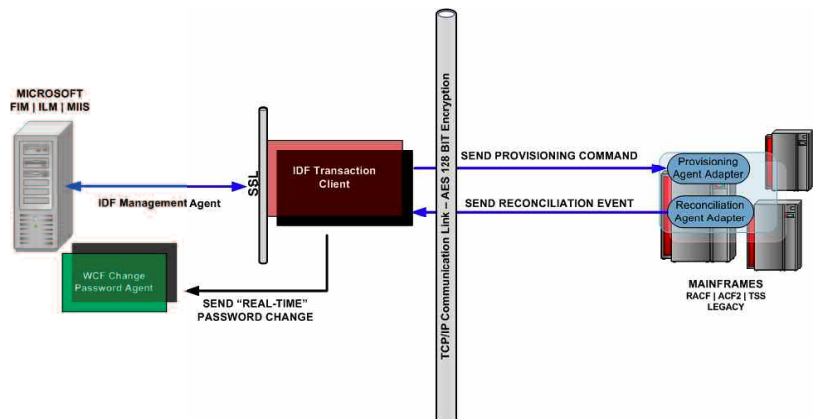 MICROSOFT
FIM | ILM | MIIS
IDF Management Agent
SSL
IDF Transaction
Client
WCF Change
Password Agent
SEND “REAL-TIME”
PASSWORD CHANGE
TCP/IP Communication Link – AES 128 BIT Encryption
SEND PROVISIONING COMMAND
SEND RECONCILIATION EVENT
Provisioning
Agent Adapter
Reconciliation
Agent Adapter
MAINFRAMES
RACF | ACF2 | TSS
LEGACY